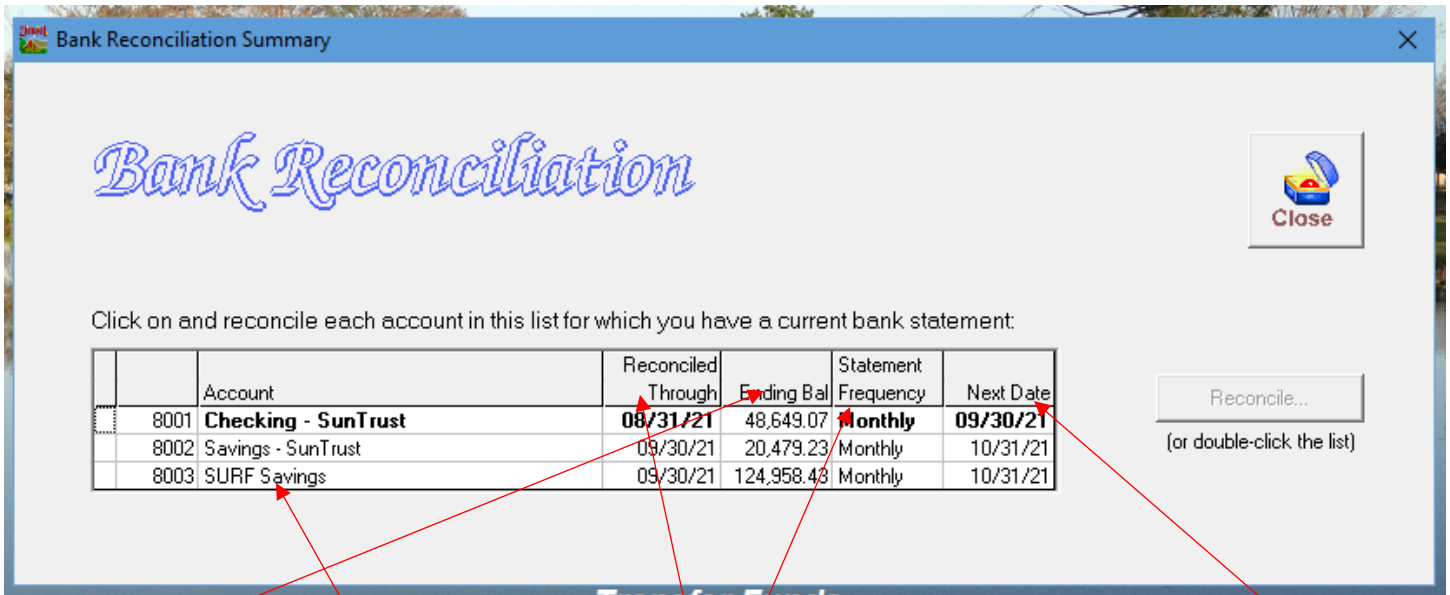 Bank Reconciliation Summary
Bank Reconciliation
Close
Click on and reconcile each account in this list for which you have a current bank statement:
Account Reconciled Through Ending Bal Statement Frequency Next Date
8001 Checking - SunTrust 08/31/21 48,649.07 Monthly 09/30/21
8002 Savings - SunTrust 09/30/21 20,479.23 Monthly 10/31/21
8003 SURF Savings 09/30/21 124,958.43 Monthly 10/31/21
Reconcile...
(or double-click the list)
Transfer Funds